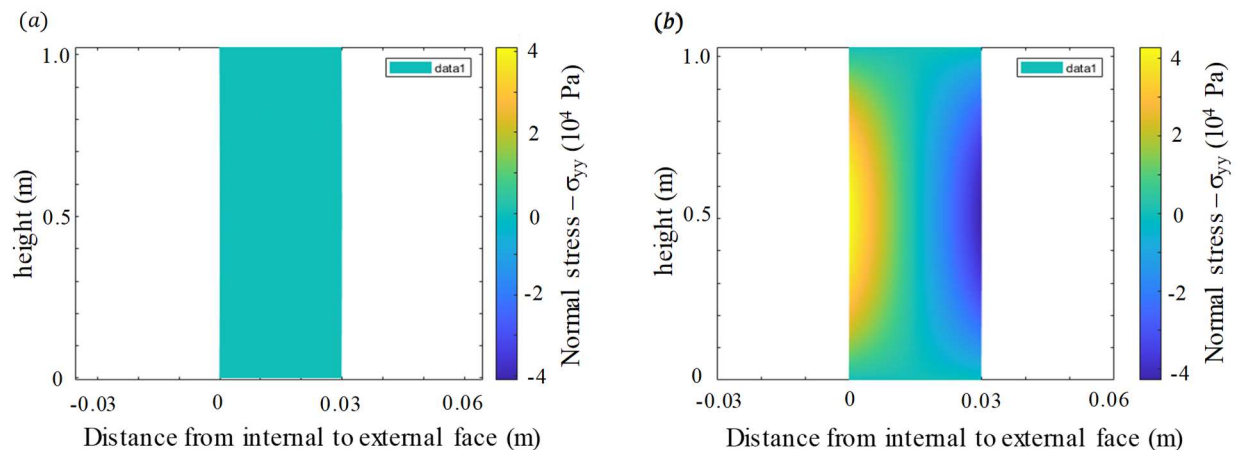 (a)
1.0
0.5
0
-0.03
0
0.03
0.06
height (m)
Distance from internal to external face (m)
data1
4
2
0
-2
-4
Normal stress – σyy (10⁴ Pa)
(b)
1.0
0.5
0
-0.03
0
0.03
0.06
height (m)
Distance from internal to external face (m)
data1
4
2
0
-2
-4
Normal stress – σyy (10⁴ Pa)